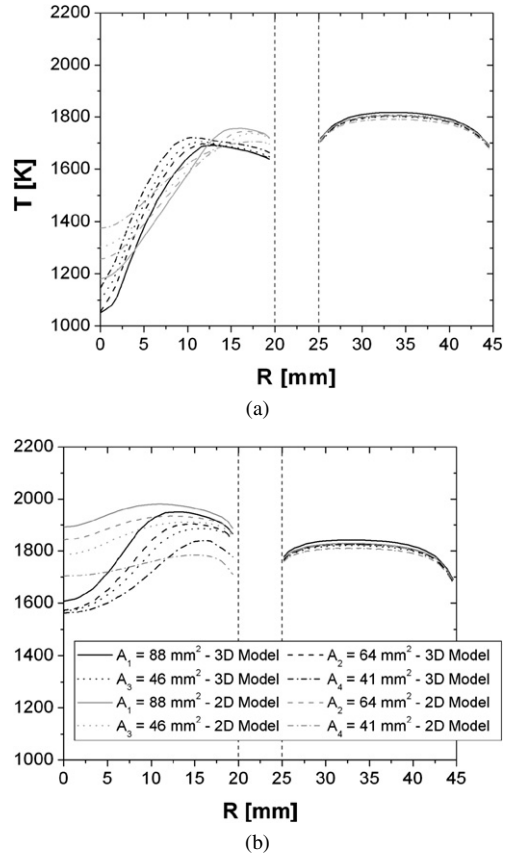 2200
2000
1800
1600
1400
1200
1000
T [K]
0 5 10 15 20 25 30 35 40 45
R [mm]
(a)
2200
2000
1800
1600
1400
1200
1000
A₁ = 88 mm² - 3D Model A₂ = 64 mm² - 3D Model
A₃ = 46 mm² - 3D Model A₄ = 41 mm² - 3D Model
A₁ = 88 mm² - 2D Model A₂ = 64 mm² - 2D Model
A₃ = 46 mm² - 2D Model A₄ = 41 mm² - 2D Model
0 5 10 15 20 25 30 35 40 45
R [mm]
(b)